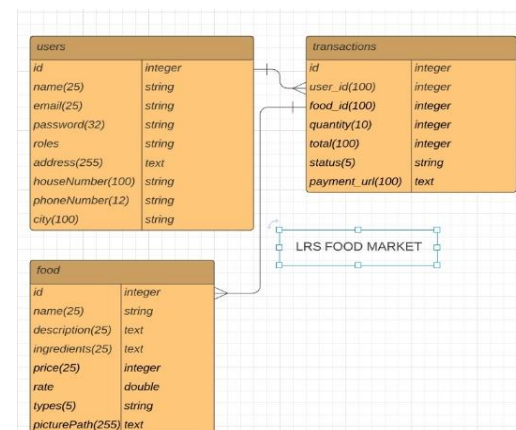 users
id integer
name(25) string
email(25) string
password(32) string
roles string
address(255) text
houseNumber(100) string
phoneNumber(12) string
city(100) string
transactions
id integer
user_id(100) integer
food_id(100) integer
quantity(10) integer
total(100) integer
status(5) string
payment_url(100) text
LRS FOOD MARKET
food
id integer
name(25) string
description(25) text
ingredients(25) text
price(25) integer
rate double
types(5) string
picturePath(255) text